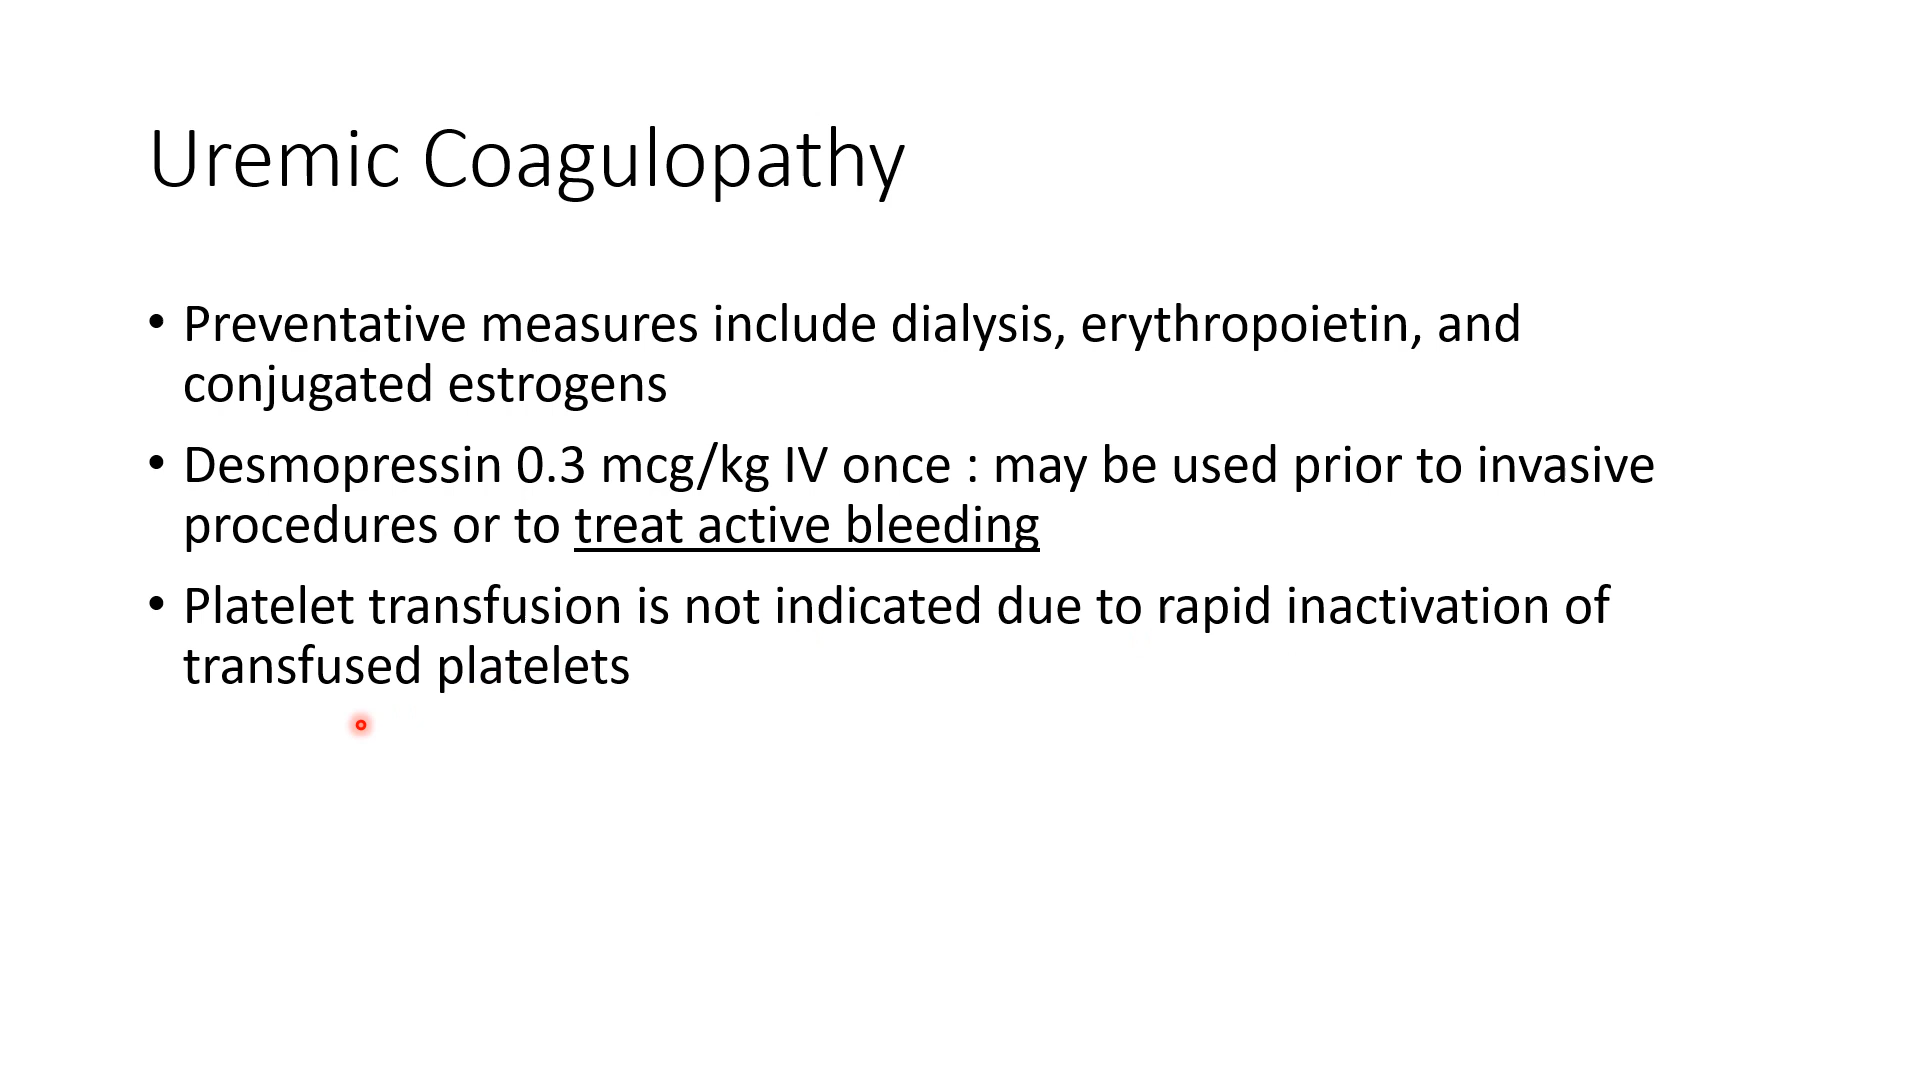 Uremic Coagulopathy
• Preventative measures include dialysis, erythropoietin, and
conjugated estrogens
• Desmopressin 0.3 mcg/kg IV once : may be used prior to invasive
procedures or to treat active bleeding
• Platelet transfusion is not indicated due to rapid inactivation of
transfused platelets